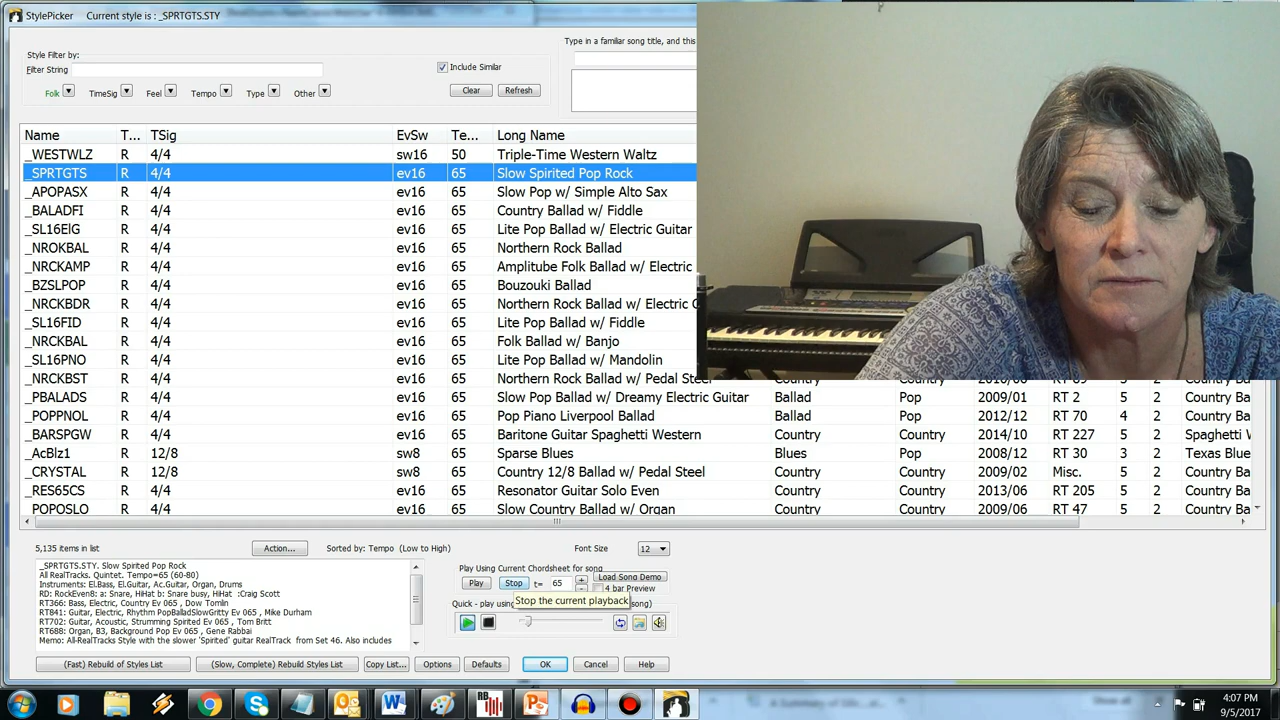 StylePicker Current style is : _SPRTGTS.STY
Type in a familiar song title, and this
Style Filter by:
Filter String
Include Similar
Folk TimeSig Feel Tempo Type Other Clear Refresh
Name T... TSig EvSw Te... Long Name
_WESTWLZ R 4/4 sw16 50 Triple-Time Western Waltz
_SPRTGTS R 4/4 ev16 65 Slow Spirited Pop Rock
_APOPASX R 4/4 ev16 65 Slow Pop w/ Simple Alto Sax
_BALADFI R 4/4 ev16 65 Country Ballad w/ Fiddle
_SL16ElG R 4/4 ev16 65 Lite Pop Ballad w/ Electric Guitar
_NROKBAL R 4/4 ev16 65 Northern Rock Ballad
_NRCKAMP R 4/4 ev16 65 Amplitube Folk Ballad w/ Electric
_BZSLPOP R 4/4 ev16 65 Bouzouki Ballad
_NRCKBDR R 4/4 ev16 65 Northern Rock Ballad w/ Electric G
_SL16FID R 4/4 ev16 65 Lite Pop Ballad w/ Fiddle
_NRCKBAL R 4/4 ev16 65 Folk Ballad w/ Banjo
_SL16PNO R 4/4 ev16 65 Lite Pop Ballad w/ Mandolin
_NRCKBST R 4/4 ev16 65 Northern Rock Ballad w/ Pedal Steel Country Country
_PBALADS R 4/4 ev16 65 Slow Pop Ballad w/ Dreamy Electric Guitar Ballad Pop 2009/01 RT 2 5 2 Country Ba
_POPPNOL R 4/4 ev16 65 Pop Piano Liverpool Ballad Ballad Pop 2012/12 RT 70 4 2 Country Ba
_BARSPGW R 4/4 ev16 65 Baritone Guitar Spaghetti Western Country Country 2014/10 RT 227 5 2 Spaghetti W
_AcBlz1 R 12/8 sw8 65 Sparse Blues Blues Pop 2008/12 RT 30 3 2 Texas Blue
_CRYSTAL R 12/8 sw8 65 Country 12/8 Ballad w/ Pedal Steel Country Country 2009/02 Misc. 5 2 Country Ba
_RES65CS R 4/4 ev16 65 Resonator Guitar Solo Even Country Country 2013/06 RT 205 5 2 Country Ba
_POPOSLO R 4/4 ev16 65 Slow Country Ballad w/ Organ Country Country 2009/06 RT 47 5 2 Country Ba
5,135 items in list Action... Sorted by: Tempo (Low to High) Font Size 12
_SPRTGTS.STY. Slow Spirited Pop Rock
All RealTracks. Quintet. Tempo=65 (60-80)
Instruments: El.Bass, El.Guitar, Ac.Guitar, Organ, Drums
RD: RockEven8: a: Snare, HiHat b: Snare busy, HiHat :Craig Scott
RT366: Bass, Electric, Country Ev 065 , Dow Tomlin
RT841: Guitar, Electric, Rhythm PopBalladSlowGritty Ev 065 , Mike Durham
RT702: Guitar, Acoustic, Strumming Spirited Ev 065 , Tom Britt
RT688: Organ, B3, Background Pop Ev 065 , Gene Rabbai
Memo: All-RealTracks Style with the slower 'Spirited' guitar RealTrack from Set 46. Also includes
Play Using Current Chordsheet for song
Play Stop t= 65 Load Song Demo
4 bar Preview
Stop the current playback
Quick - play using song)
(Fast) Rebuild of Styles List (Slow, Complete) Rebuild Styles List Copy List... Options Defaults OK Cancel Help
4:07 PM
9/5/2017